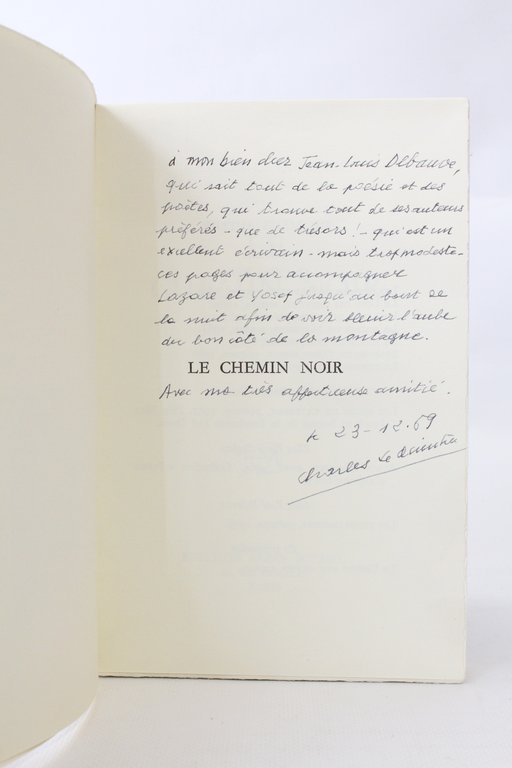 à mon bien cher Jean-Louis Debauve,
qui sait tout de la poésie et des
poètes, qui trouve tout de ses auteurs
préférés - que de trésors ! - qui est un
excellent écrivain - mais trop modeste -
ces pages pour accompagner
Lazare et Yosef jusqu'au bout de
la nuit afin de voir bleuir l'aube
du bon côté de la montagne.
LE CHEMIN NOIR
Avec ma très affectueuse amitié.
le 23-12.69
Charles Le Quintrec